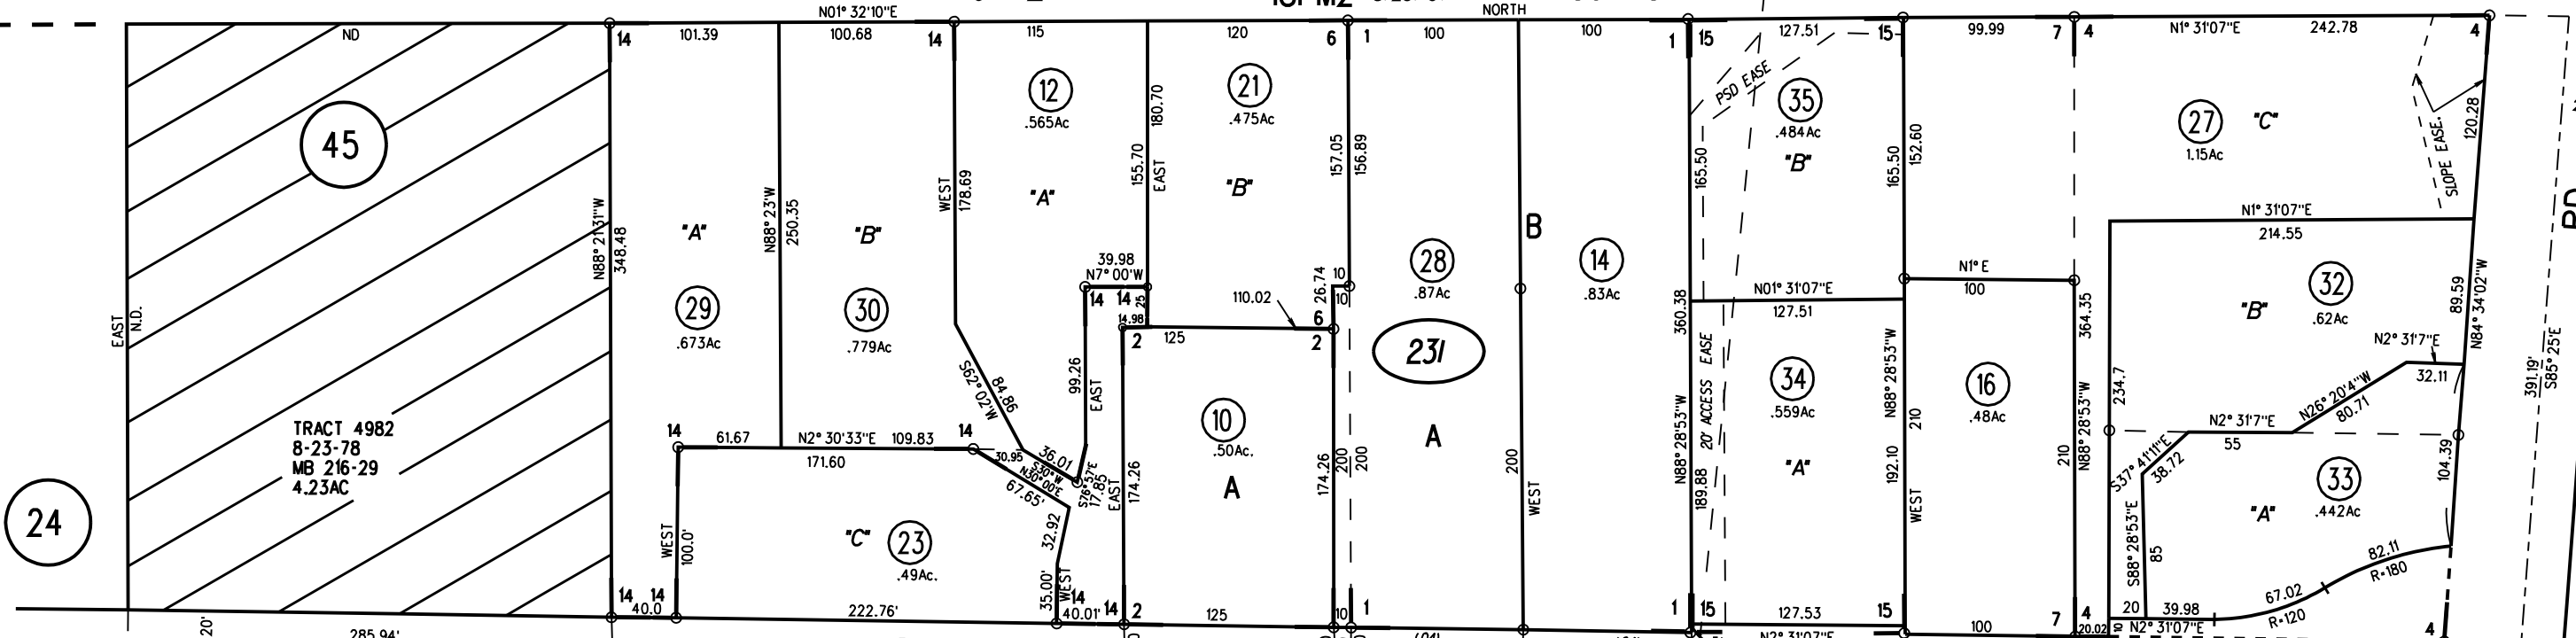 N01° 32'10"E
NORTH
ND
14
101.39
100.68
14
115
120
6
1
100
100
1
15
127.51
15
99.99
7
4
N1° 31'07"E
242.78
4
45
12
.565Ac
"A"
21
.475Ac
"B"
180.70
155.70
EAST
157.05
156.89
PSD EASE
35
.484Ac
"B"
165.50
165.50
152.60
27
"C"
1.15Ac
SLOPE EASE.
120.28
RD
N88° 21'31"W
348.48
"A"
N88° 23'W
250.35
"B"
WEST
178.69
29
.673Ac
30
.779Ac
39.98
N7° 00'W
14
14
25
14.98
110.02
26.74
10
10
6
2
125
2
28
.87Ac
B
14
.83Ac
231
A
360.38
N01° 31'07"E
127.51
N1° E
100
N1° 31'07"E
214.55
32
"B"
.62Ac
89.59
N84° 34'02"W
N2° 31'7"E
32.11
364.35
EAST
N.D.
TRACT 4982
8-23-78
MB 216-29
4.23AC
24
84.86
S62° 02'W
99.26
EAST
10
.50Ac.
A
174.26
EAST
174.26
200
200
200
WEST
N88° 28'53"W
189.88
20' ACCESS EASE
34
.559Ac
"A"
N88° 28'53"W
192.10
210
WEST
16
.48Ac
210
N88° 28'53"W
234.7
N26° 20'4"W
80.71
N2° 31'7"E
55
S37° 41'11"E
38.72
33
.442Ac
"A"
104.39
391.19'
S85° 25'E
14
61.67
N2° 30'33"E
109.83
14
171.60
30.95
36.01
S30° W
N30°00'E
67.65'
S76° 57'E
17.85
32.92
WEST
100.0'
"C"
23
.49Ac.
35.00'
WEST
S88° 28'53"E
85
82.11
R=180
67.02
R=120
14
14
40.0
222.76'
14
40.01'
14
2
125
10
1
1
15
127.53
15
100
7
4
20
39.98
20.02
10
N2° 31'07"E
4
20'
285.94'
N2° 31'07"E